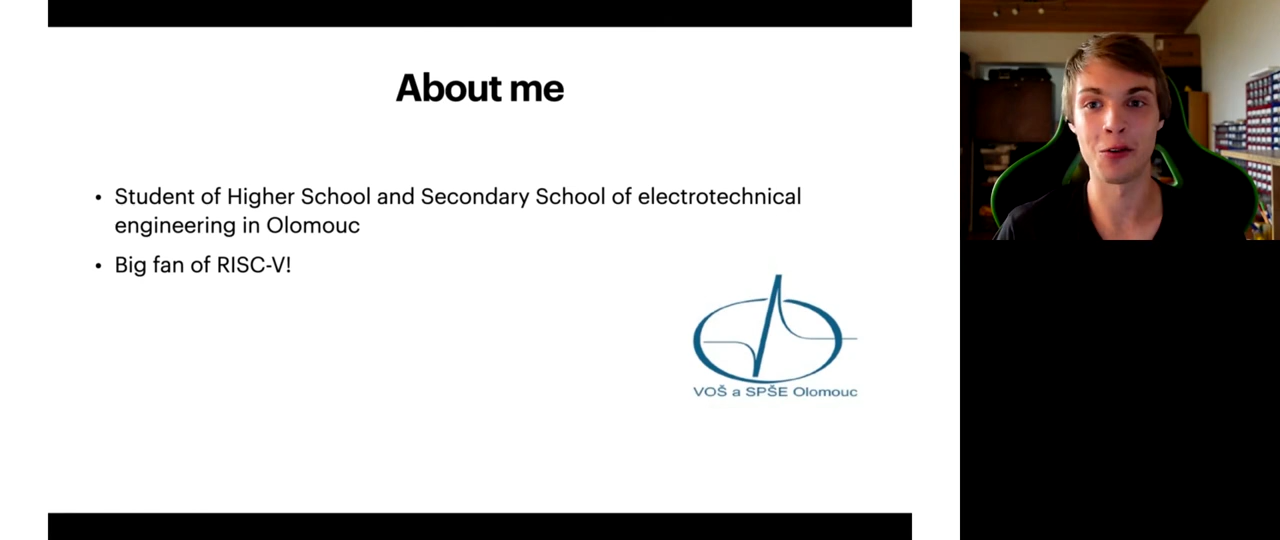 About me
• Student of Higher School and Secondary School of electrotechnical
engineering in Olomouc
• Big fan of RISC-V!
VOŠ a SPŠE Olomouc